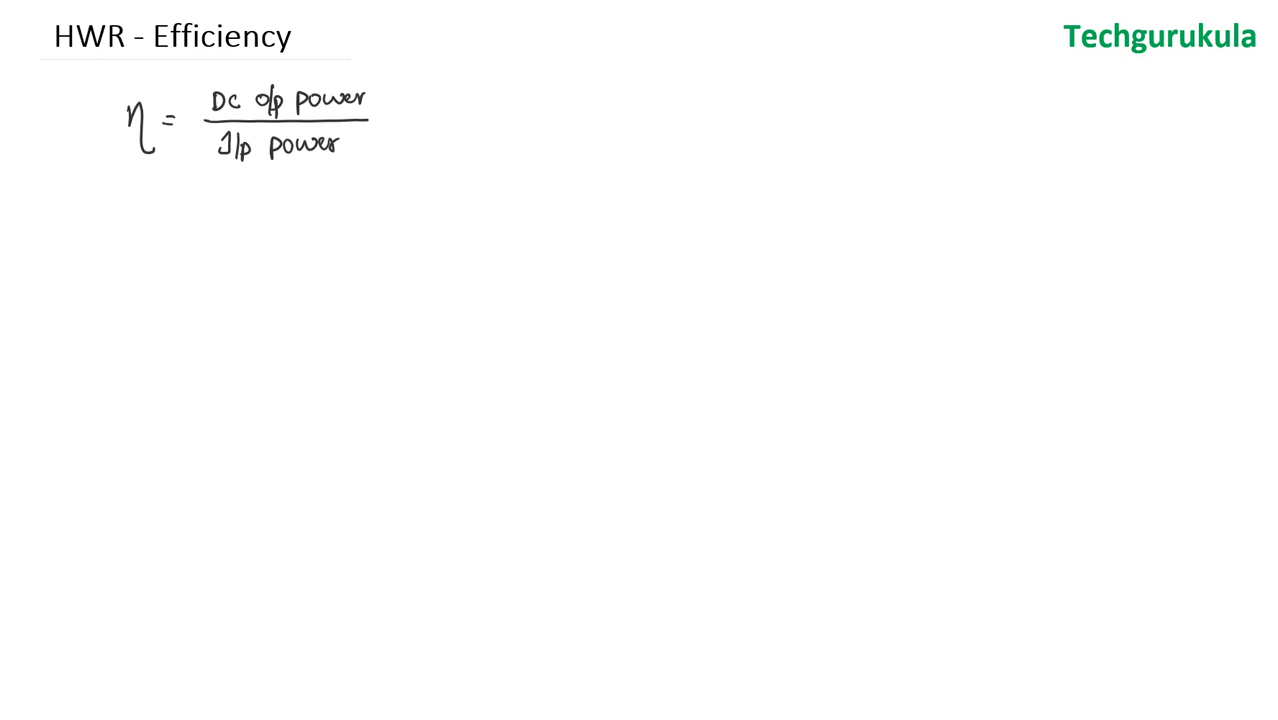 HWR - Efficiency
Techgurukula
η = DC o/p power
I/p power